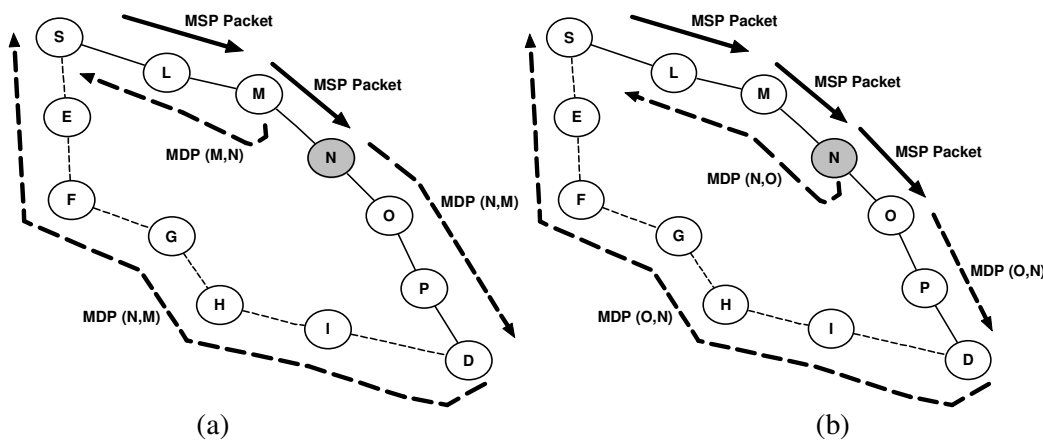 MSP Packet
S
MSP Packet
L
M
E
MDP (M,N)
N
MDP (N,M)
F
O
G
P
H
MDP (N,M)
I
D
(a)
MSP Packet
S
MSP Packet
L
M
E
MSP Packet
N
MDP (N,O)
F
O
G
MDP (O,N)
P
H
MDP (O,N)
I
D
(b)